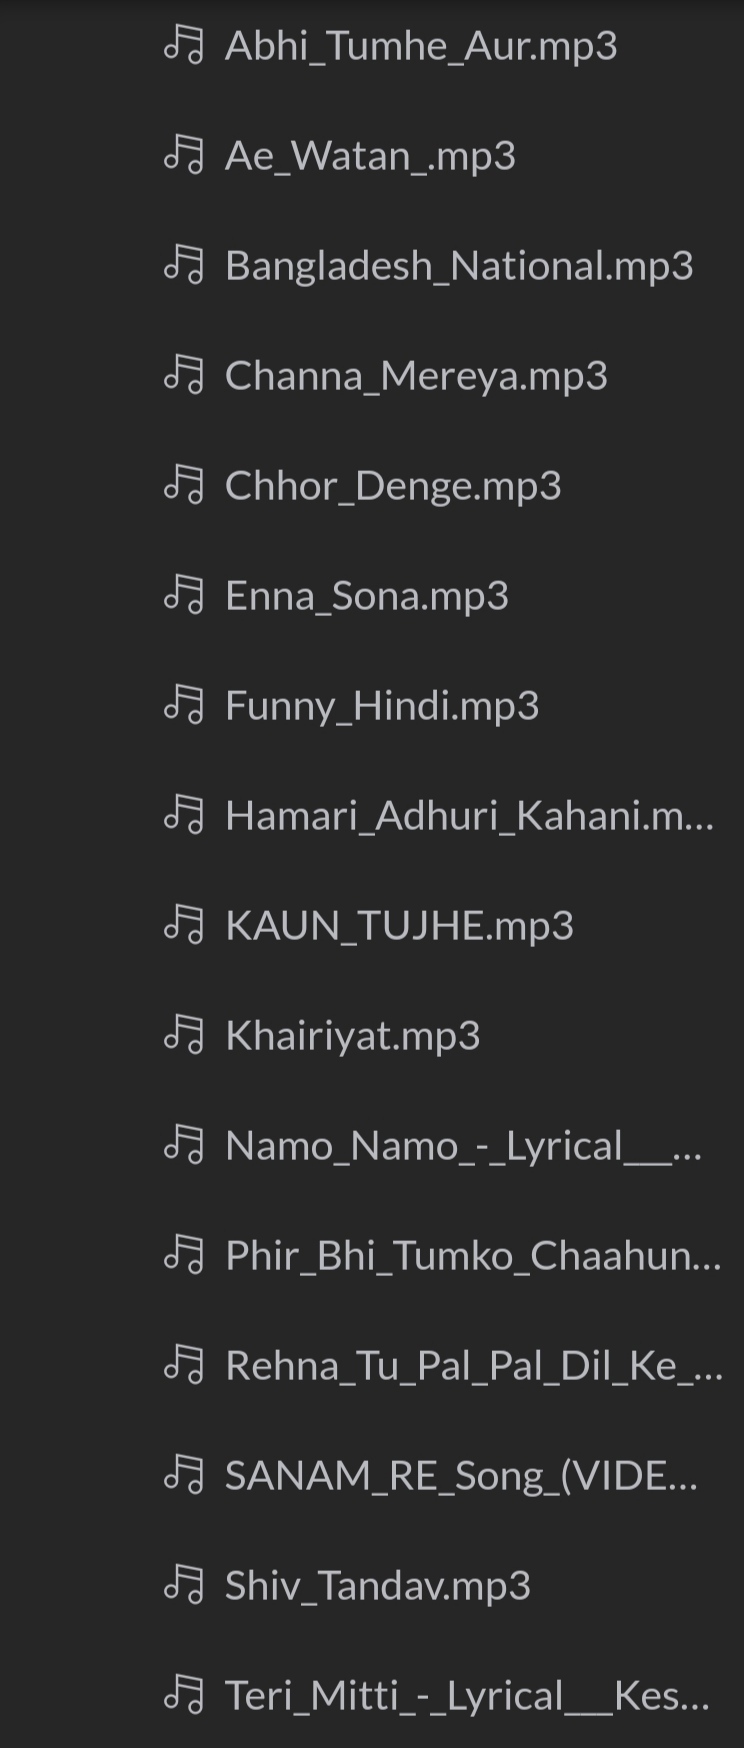 Abhi_Tumhe_Aur.mp3
Ae_Watan_.mp3
Bangladesh_National.mp3
Channa_Mereya.mp3
Chhor_Denge.mp3
Enna_Sona.mp3
Funny_Hindi.mp3
Hamari_Adhuri_Kahani.m...
KAUN_TUJHE.mp3
Khairiyat.mp3
Namo_Namo_-_Lyrical___...
Phir_Bhi_Tumko_Chaahun...
Rehna_Tu_Pal_Pal_Dil_Ke_...
SANAM_RE_Song_(VIDE...
Shiv_Tandav.mp3
Teri_Mitti_-_Lyrical___Kes...